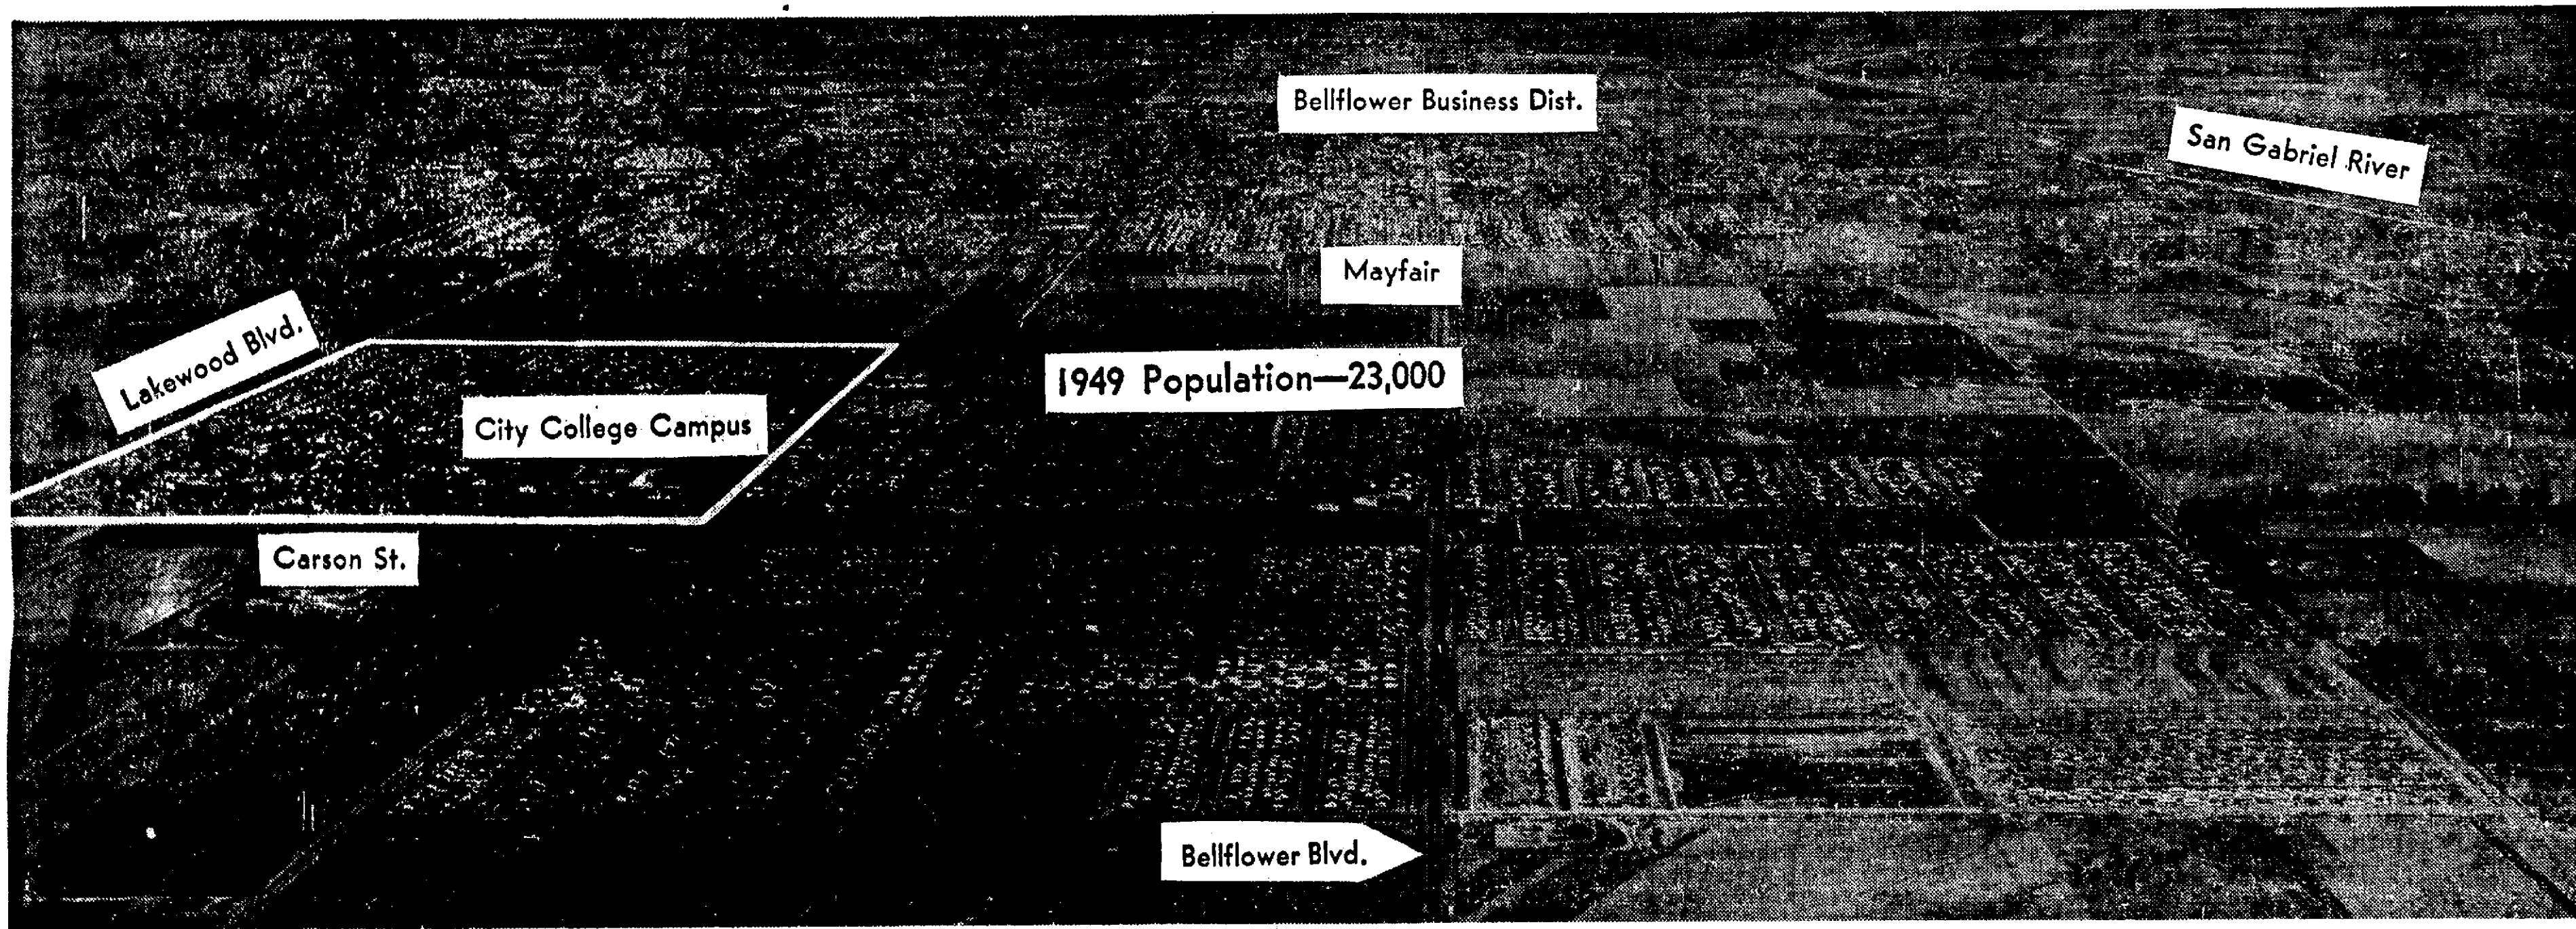 Bellflower Business Dist.
San Gabriel River
Mayfair
Lakewood Blvd.
1949 Population—23,000
City College Campus
Carson St.
Bellflower Blvd.